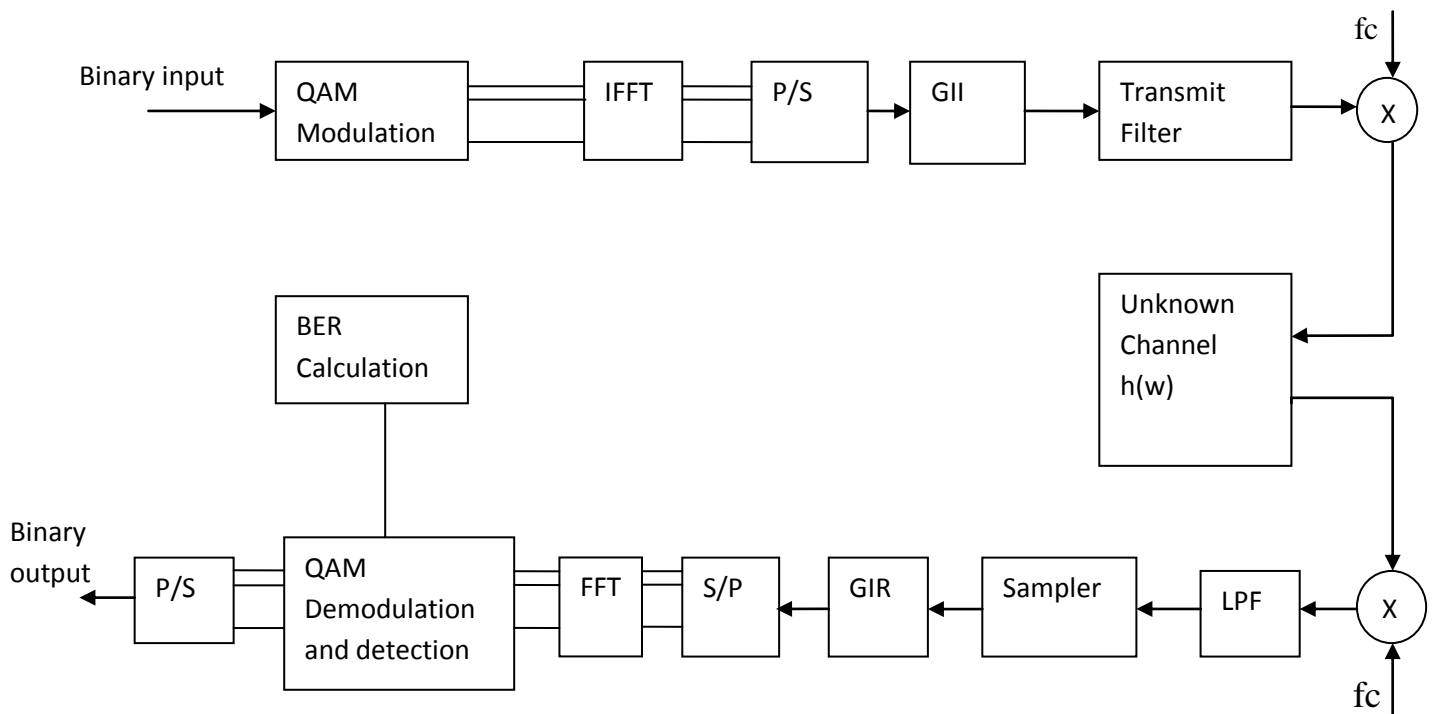 fc
Binary input
QAM
Modulation
IFFT
P/S
GII
Transmit
Filter
X
BER
Calculation
Unknown
Channel
h(w)
Binary
output
P/S
QAM
Demodulation
and detection
FFT
S/P
GIR
Sampler
LPF
X
fc